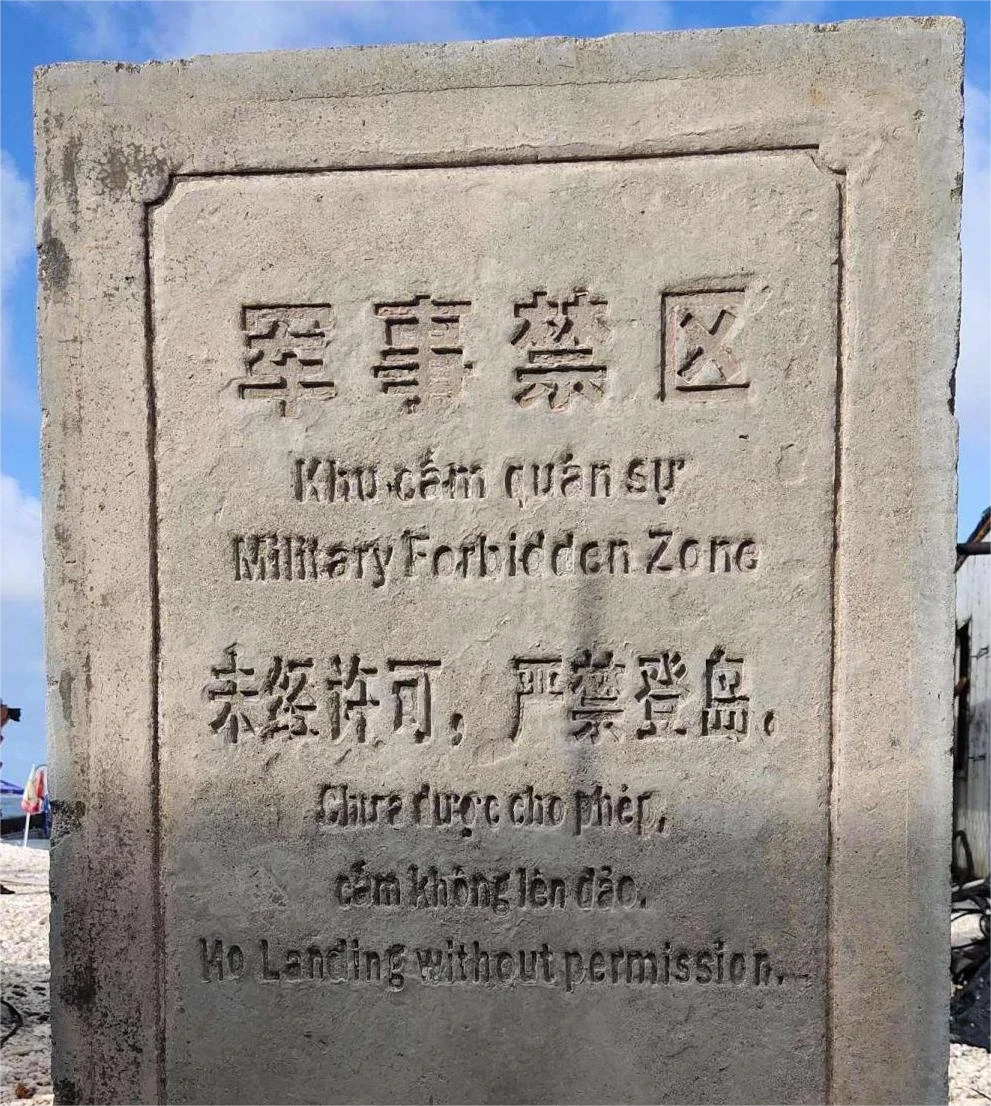 军事禁区
Khu cấm quán sự
Military Forbidden Zone
未经许可，严禁登岛。
Chưa được cho phép,
cấm không lên đảo.
No Landing without permission.